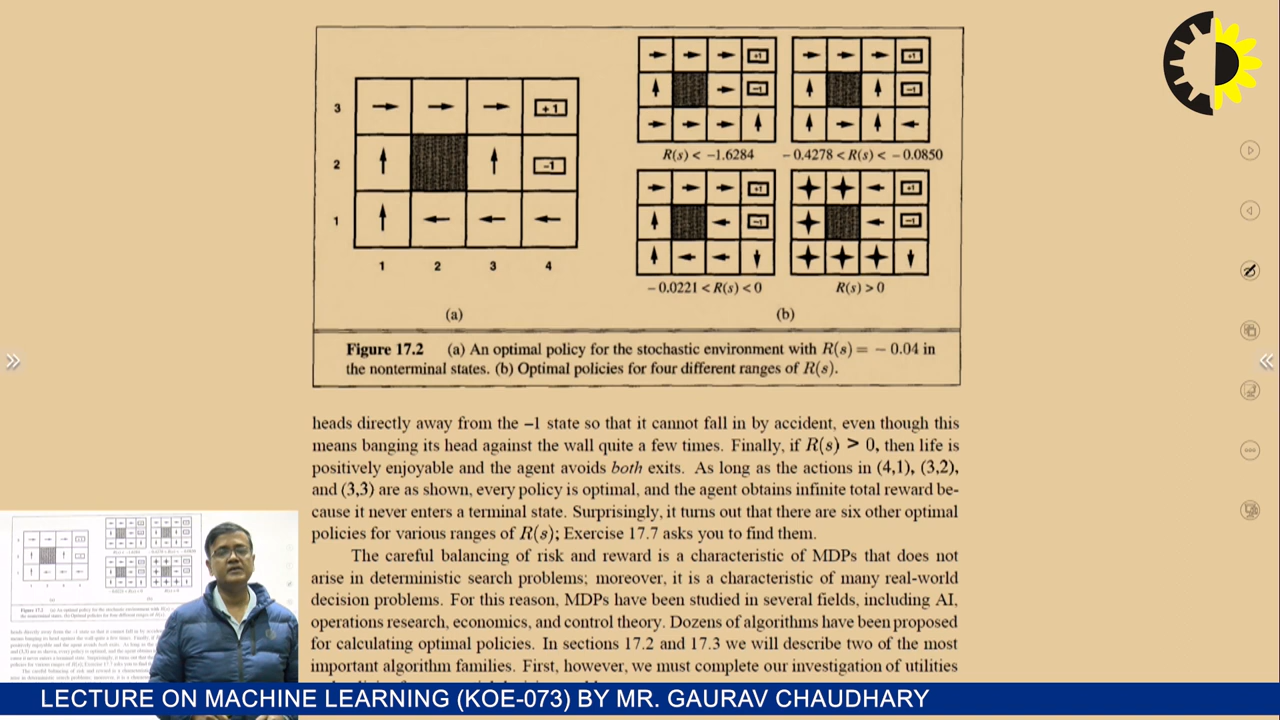 3
+1
+1
+1
2
-1
-1
-1
R(s) < -1.6284
- 0.4278 < R(s) < - 0.0850
1
+1
+1
-1
-1
1
2
3
4
- 0.0221 < R(s) < 0
R(s) > 0
(a)
(b)
Figure 17.2 (a) An optimal policy for the stochastic environment with R(s) = - 0.04 in
the nonterminal states. (b) Optimal policies for four different ranges of R(s).
heads directly away from the –1 state so that it cannot fall in by accident, even though this
means banging its head against the wall quite a few times. Finally, if R(s) > 0, then life is
positively enjoyable and the agent avoids both exits. As long as the actions in (4,1), (3,2),
and (3,3) are as shown, every policy is optimal, and the agent obtains infinite total reward be-
cause it never enters a terminal state. Surprisingly, it turns out that there are six other optimal
policies for various ranges of R(s); Exercise 17.7 asks you to find them.
The careful balancing of risk and reward is a characteristic of MDPs that does not
arise in deterministic search problems; moreover, it is a characteristic of many real-world
decision problems. For this reason, MDPs have been studied in several fields, including AI,
operations research, economics, and control theory. Dozens of algorithms have been proposed
for calculating optimal policies. In sections 17.2 and 17.3 we will describe two of the most
important algorithm families. First, however, we must complete our investigation of utilities
LECTURE ON MACHINE LEARNING (KOE-073) BY MR. GAURAV CHAUDHARY